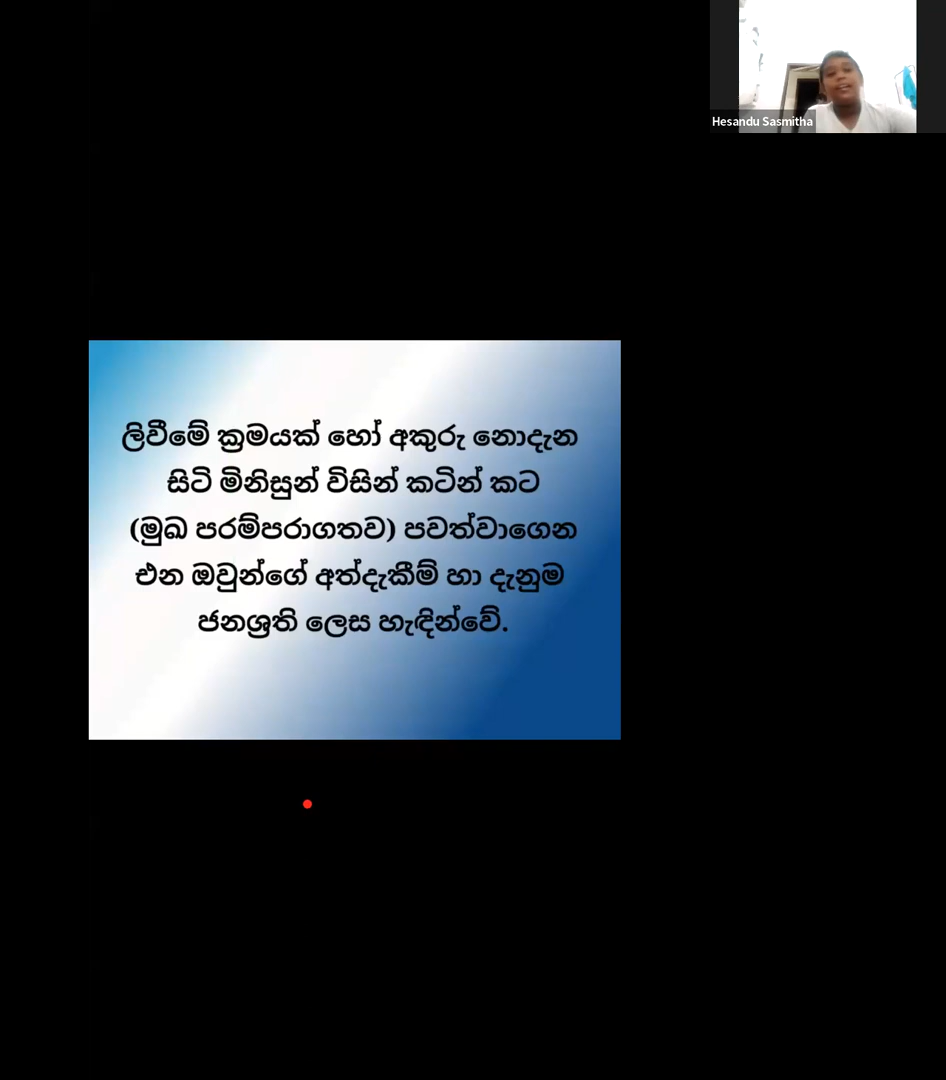 Hesandu Sasmitha
ලිවීමේ ක්‍රමයක් හෝ අකුරු නොදැන
සිටි මිනිසුන් විසින් කටින් කට
(මුඛ පරම්පරාගතව) පවත්වාගෙන
එන ඔවුන්ගේ අත්දැකීම් හා දැනුම
ජනශ්‍රැති ලෙස හැඳින්වේ.